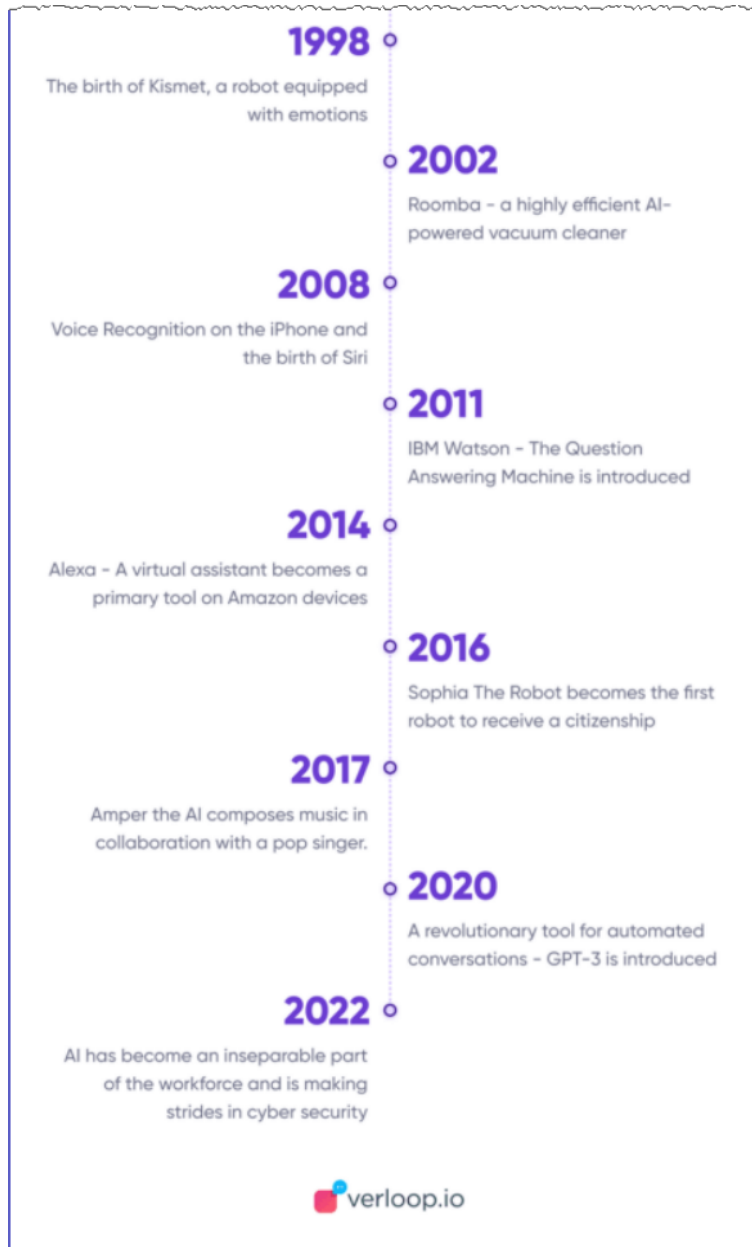 1998
The birth of Kismet, a robot equipped
with emotions
2002
Roomba - a highly efficient AI-
powered vacuum cleaner
2008
Voice Recognition on the iPhone and
the birth of Siri
2011
IBM Watson - The Question
Answering Machine is introduced
2014
Alexa - A virtual assistant becomes a
primary tool on Amazon devices
2016
Sophia The Robot becomes the first
robot to receive a citizenship
2017
Amper the AI composes music in
collaboration with a pop singer.
2020
A revolutionary tool for automated
conversations - GPT-3 is introduced
2022
AI has become an inseparable part
of the workforce and is making
strides in cyber security
verloop.io